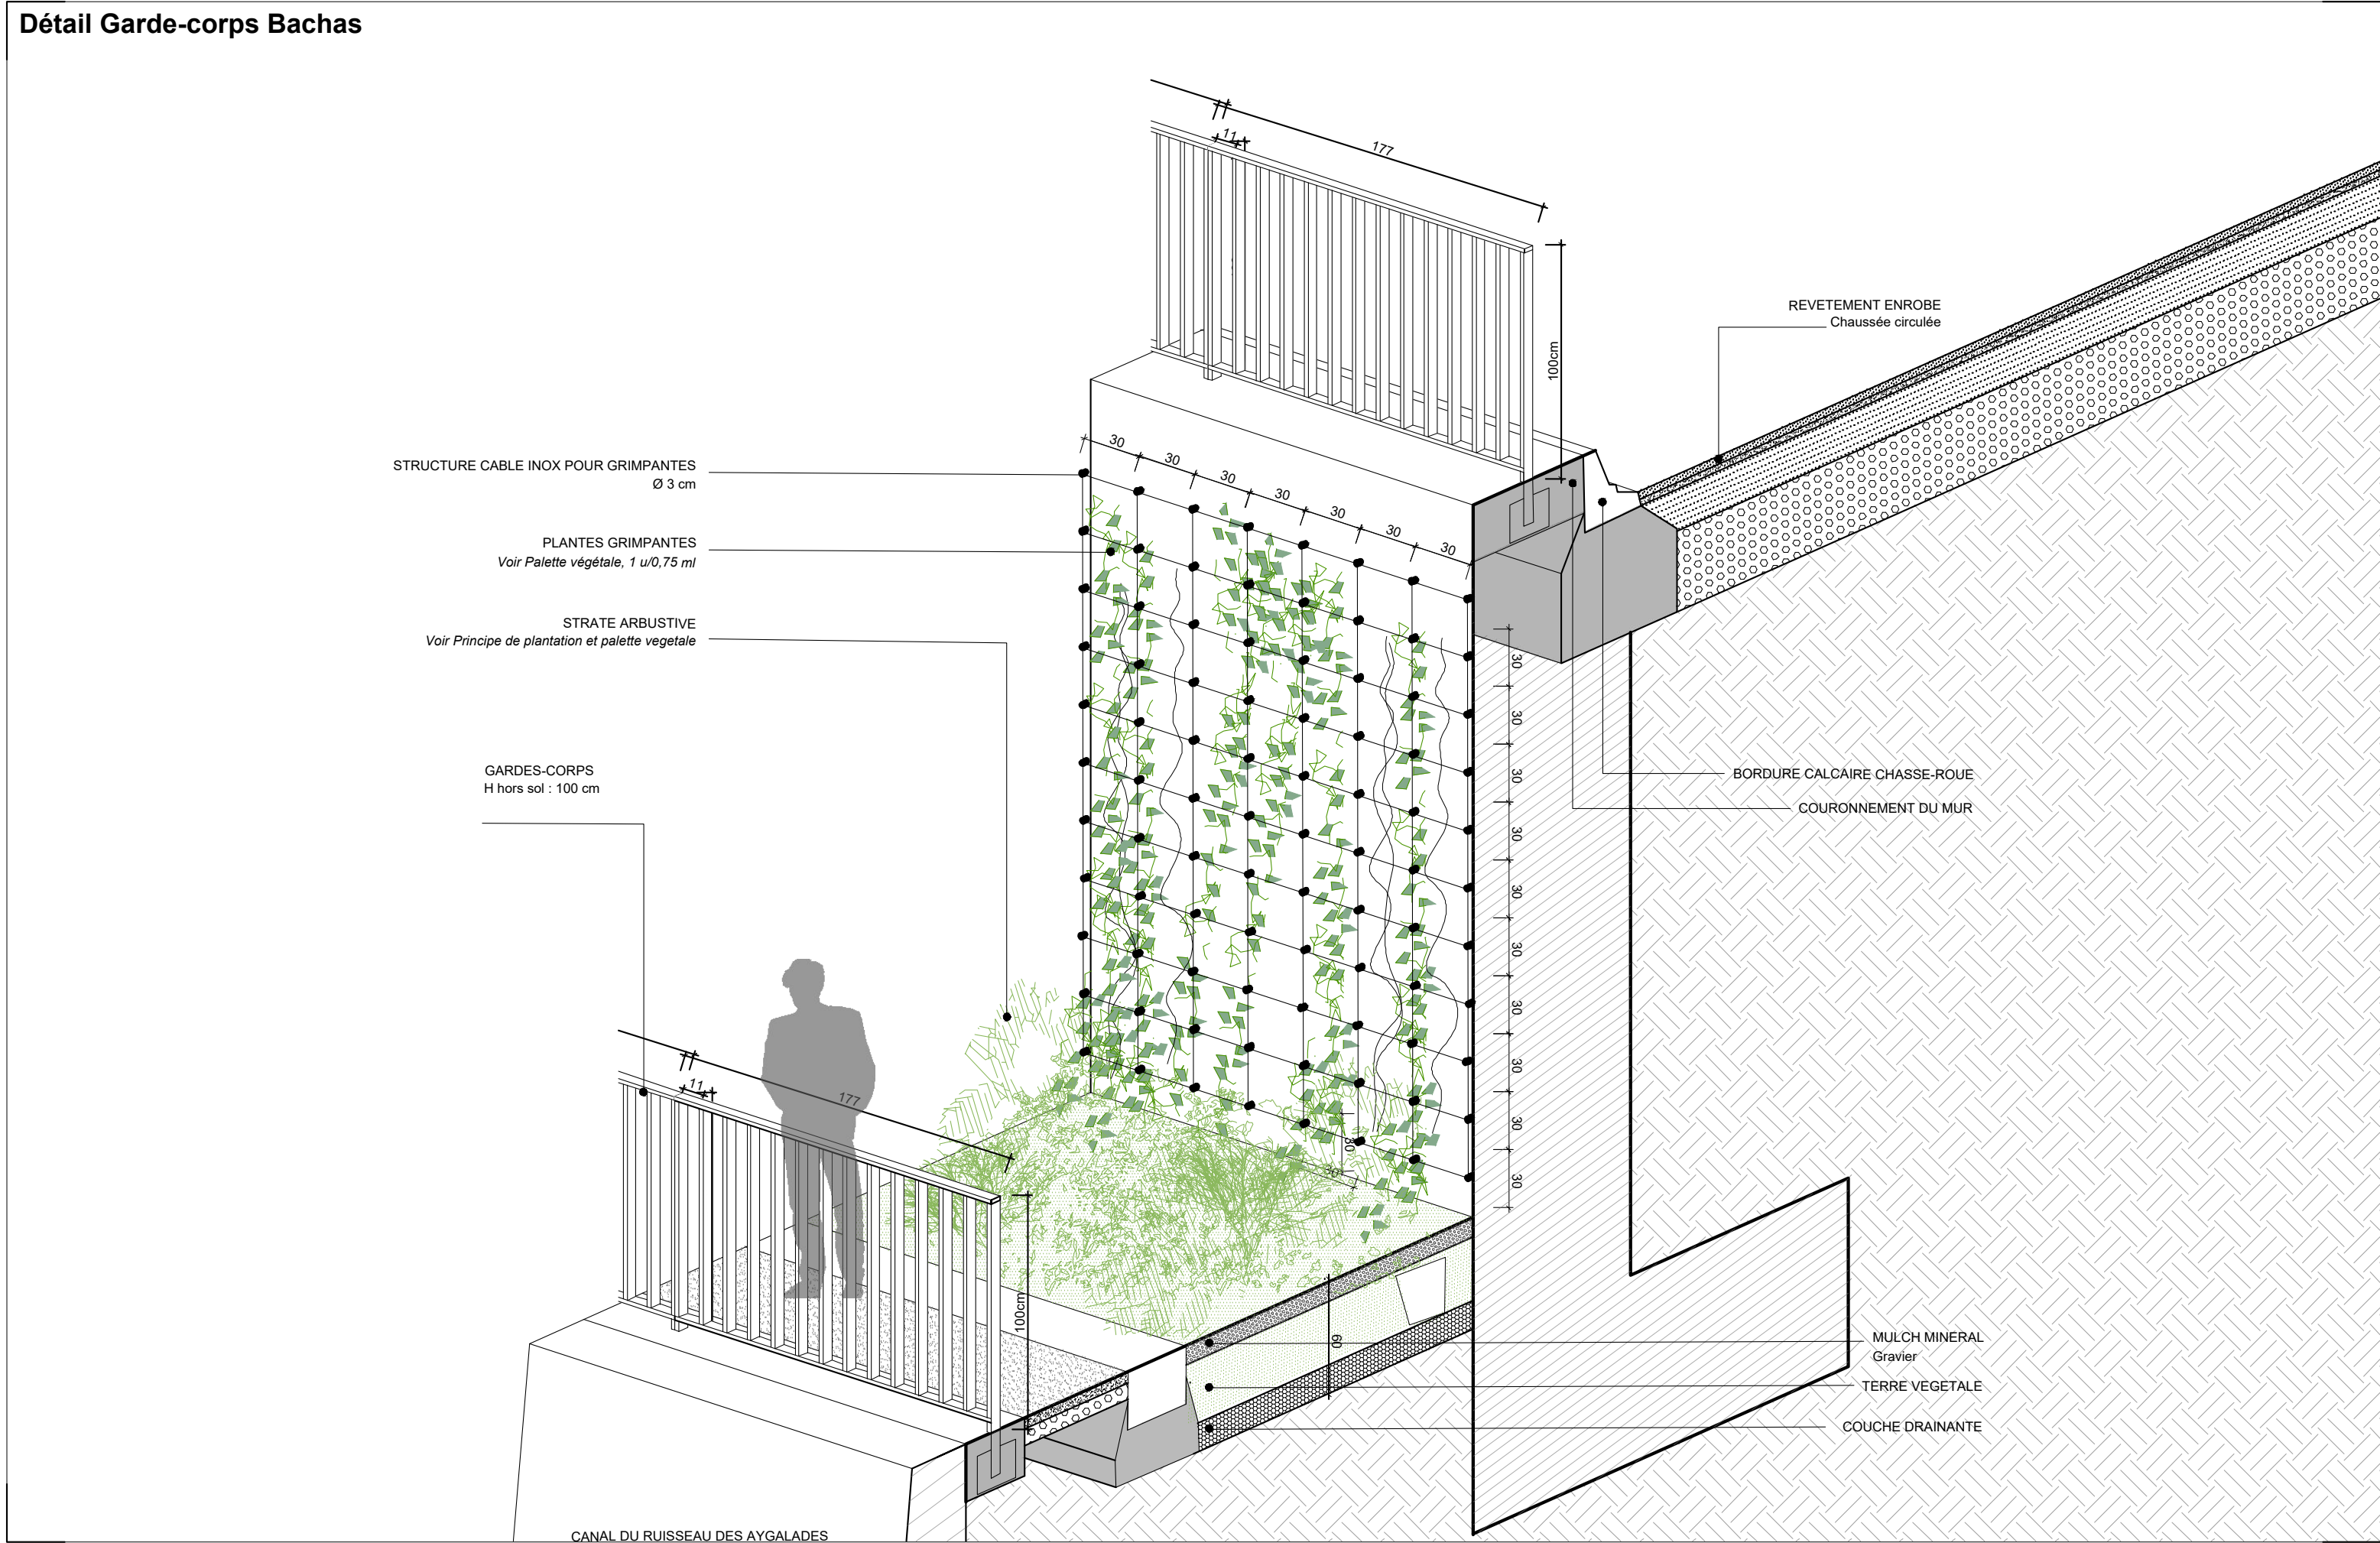 Détail Garde-corps Bachas
177
11
100cm
REVETEMENT ENROBE
Chaussée circulée
STRUCTURE CABLE INOX POUR GRIMPANTES
Ø 3 cm
30
30
30
30
30
30
30
PLANTES GRIMPANTES
Voir Palette végétale, 1 u/0,75 ml
STRATE ARBUSTIVE
Voir Principe de plantation et palette vegetale
GARDES-CORPS
H hors sol : 100 cm
BORDURE CALCAIRE CHASSE-ROUE
COURONNEMENT DU MUR
30
30
30
30
30
30
30
30
30
30
11
177
30
30
100cm
60
MULCH MINERAL
Gravier
TERRE VEGETALE
COUCHE DRAINANTE
CANAL DU RUISSEAU DES AYGALADES